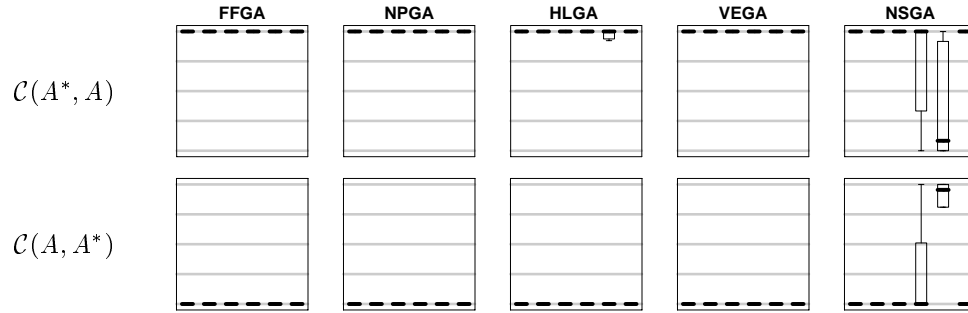 FFGA NPGA HLGA VEGA NSGA
C(A*, A)
C(A, A*)